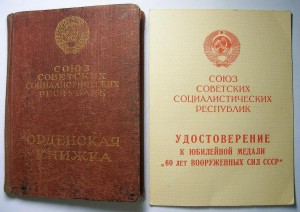 СОЮЗ
СОВЕТСКИХ
СОЦИАЛИСТИЧЕСКИХ
РЕСПУБЛИК
ОРДЕНСКАЯ
КНИЖКА
СОЮЗ
СОВЕТСКИХ
СОЦИАЛИСТИЧЕСКИХ
РЕСПУБЛИК
УДОСТОВЕРЕНИЕ
К ЮБИЛЕЙНОЙ МЕДАЛИ
„60 ЛЕТ ВООРУЖЕННЫХ СИЛ СССР"